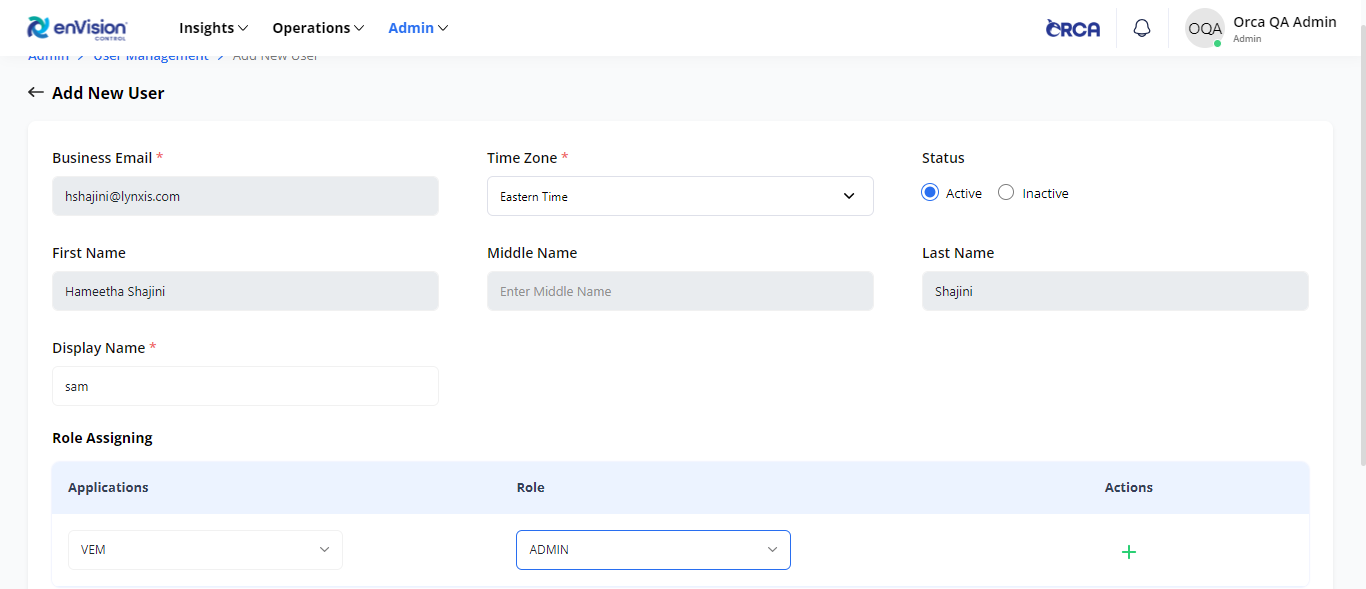 enVision
CONTROL
Insights
Operations
Admin
ORCA
OQA
Orca QA Admin
Admin
Admin > User Management > Add New User
← Add New User
Business Email *
Time Zone *
Status
hshajini@lynxis.com
Eastern Time
Active
Inactive
First Name
Middle Name
Last Name
Hameetha Shajini
Enter Middle Name
Shajini
Display Name *
sam
Role Assigning
Applications
Role
Actions
VEM
ADMIN
+